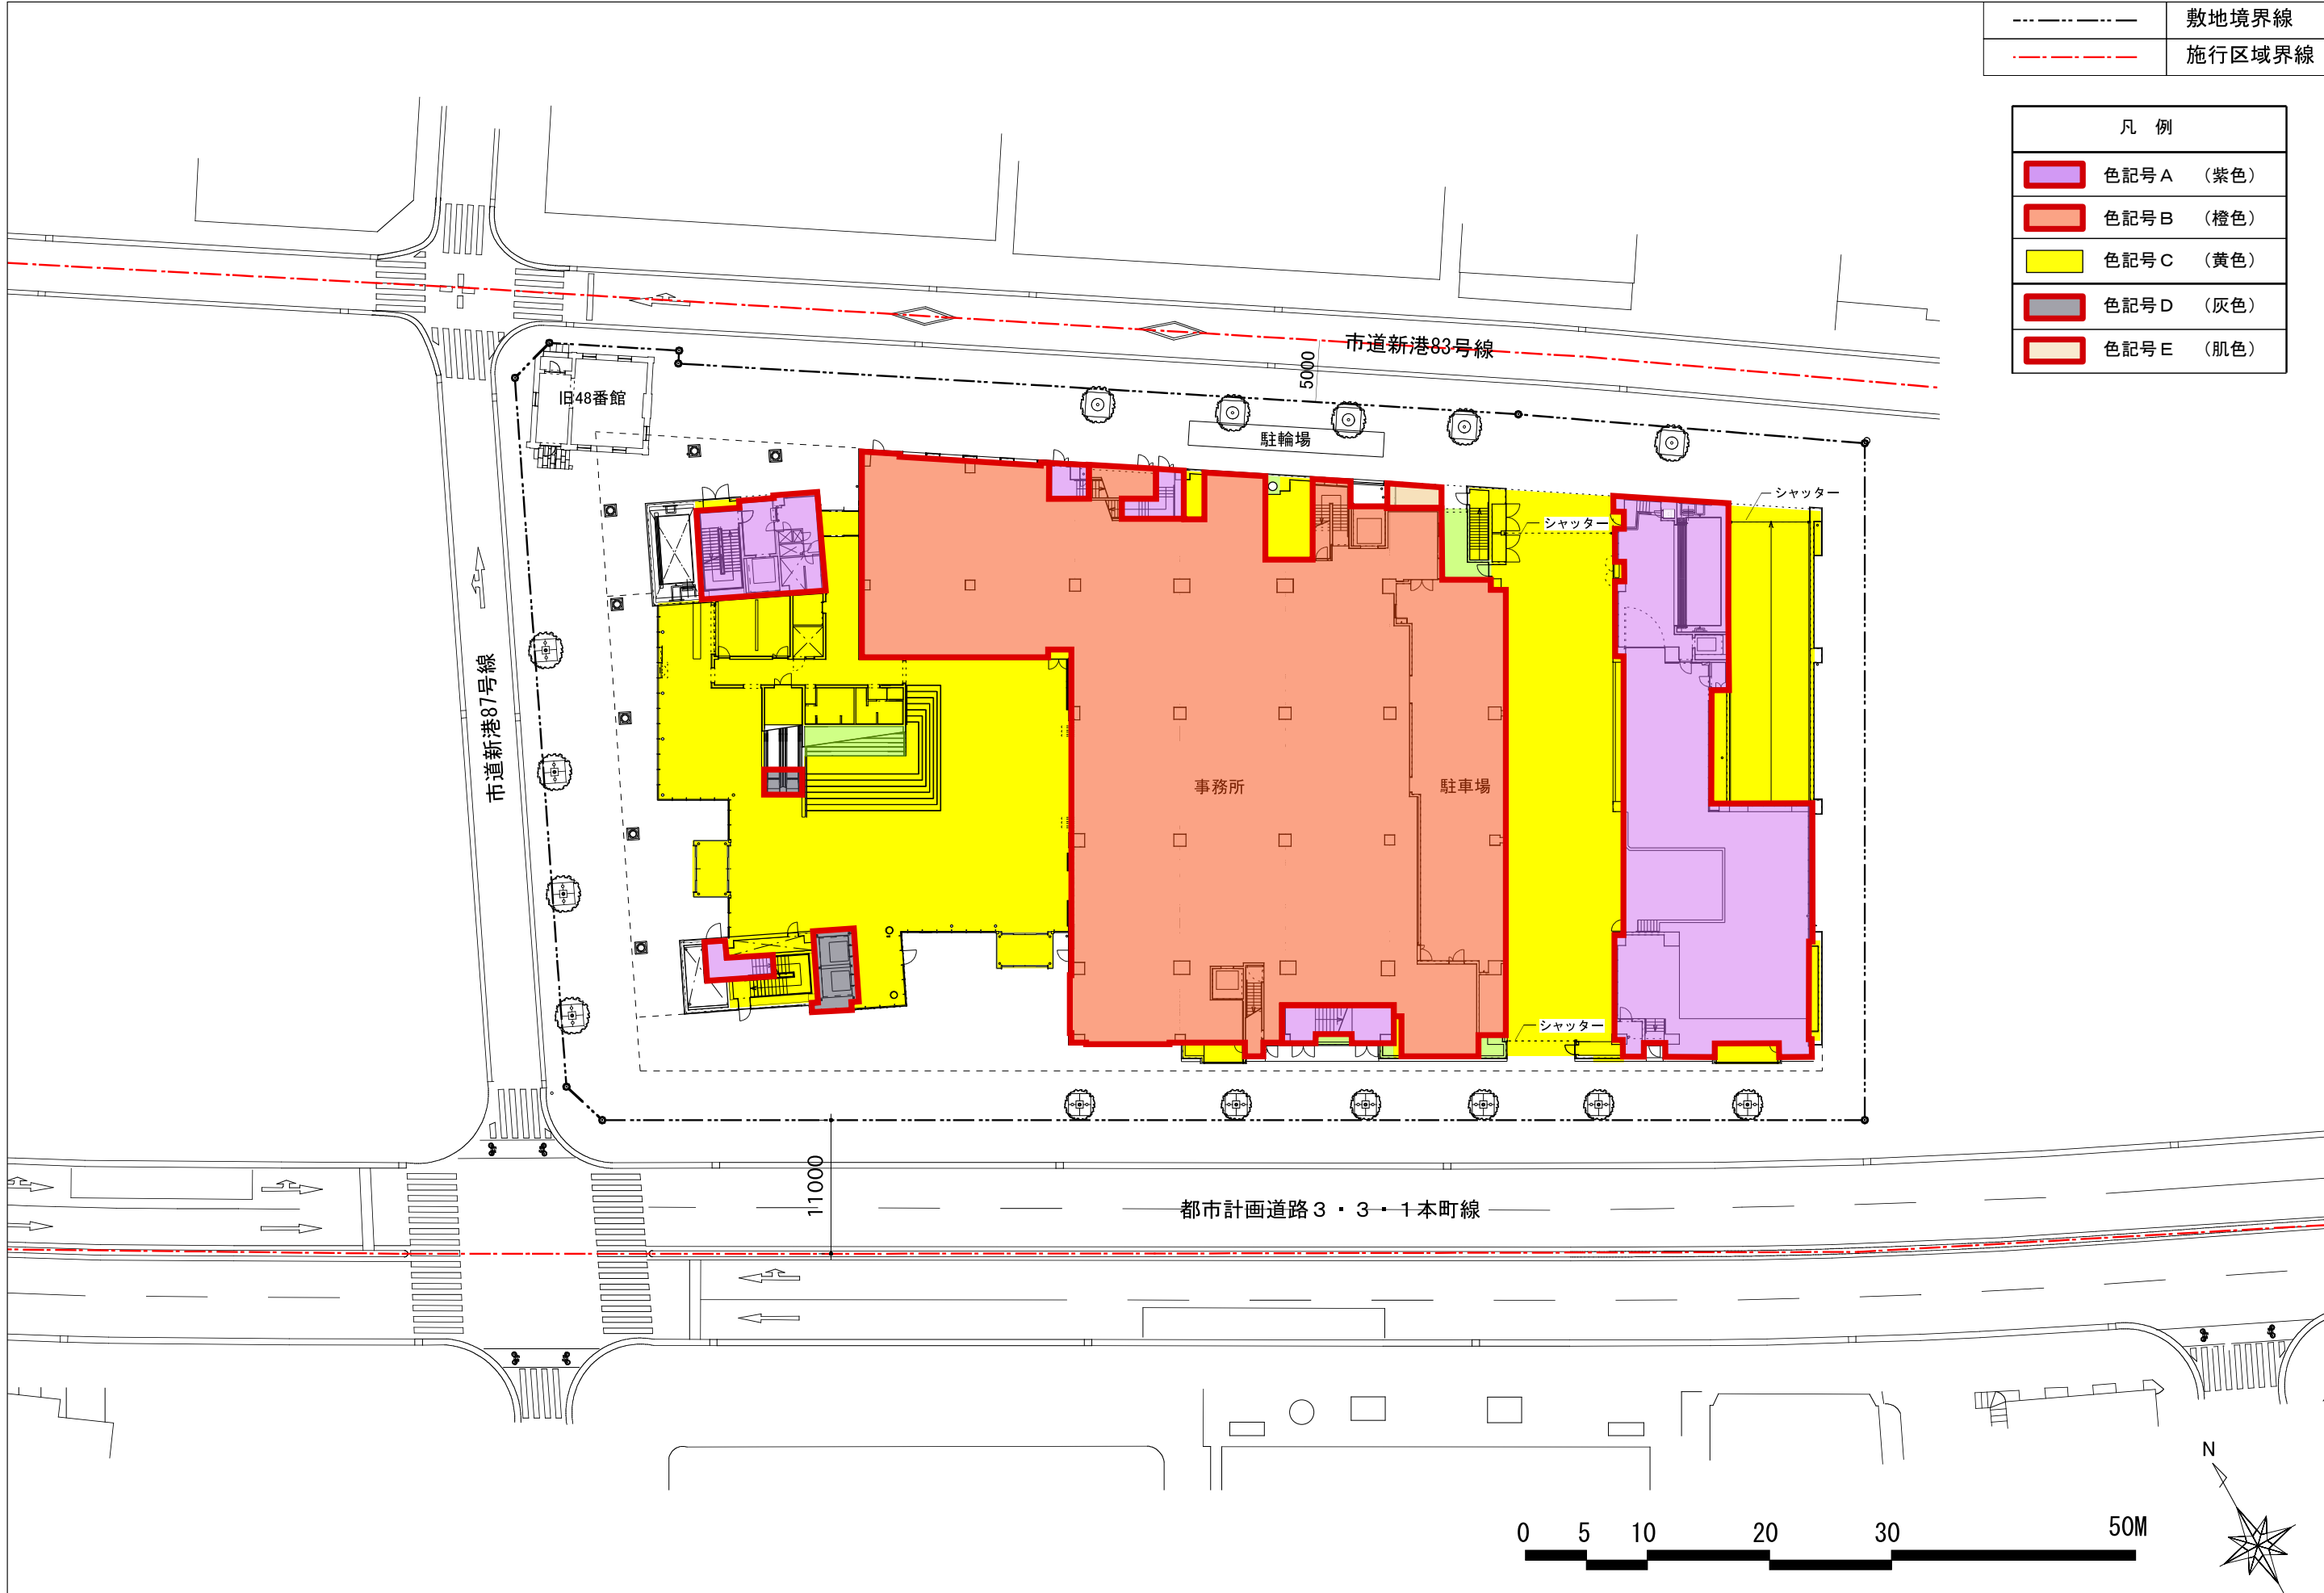 敷地境界線
施行区域界線
凡 例
色記号A (紫色)
色記号B (橙色)
色記号C (黄色)
色記号D (灰色)
色記号E (肌色)
市道新港83号線
5000
旧48番館
駐輪場
シャッター
シャッター
市道新港87号線
事務所
駐車場
シャッター
11000
都市計画道路3・3・1本町線
N
0 5 10 20 30 50M